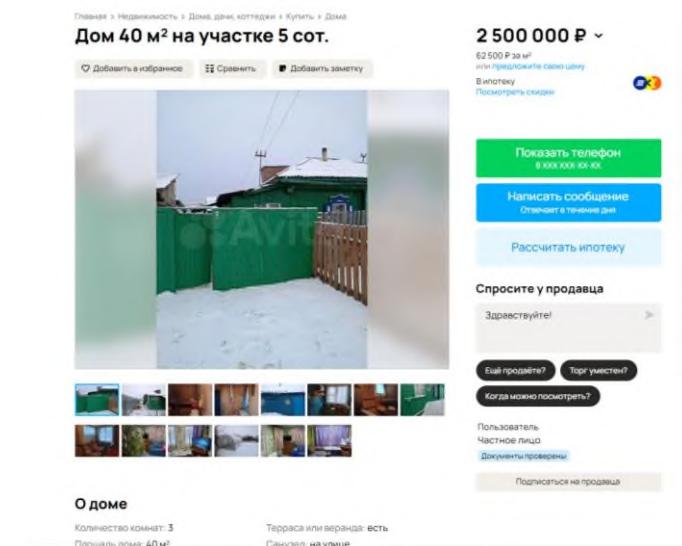 Главная > Недвижимость > Дома, дачи, коттеджи > Купить > Дома
Дом 40 м² на участке 5 сот.
Добавить в избранное
Сравнить
Добавить заметку
Avito
2 500 000 ₽
62 500 ₽ за м²
или предложите свою цену
В ипотеку
Посмотреть скидки
Показать телефон
8 XXX XXX-XX-XX
Написать сообщение
Отвечает в течение дня
Рассчитать ипотеку
Спросите у продавца
Здравствуйте!
Ещё продаёте?
Торг уместен?
Когда можно посмотреть?
Пользователь
Частное лицо
Документы проверены
Подписаться на продавца
О доме
Количество комнат: 3
Терраса или веранда: есть
Площадь дома: 40 м²
Санузел: на улице